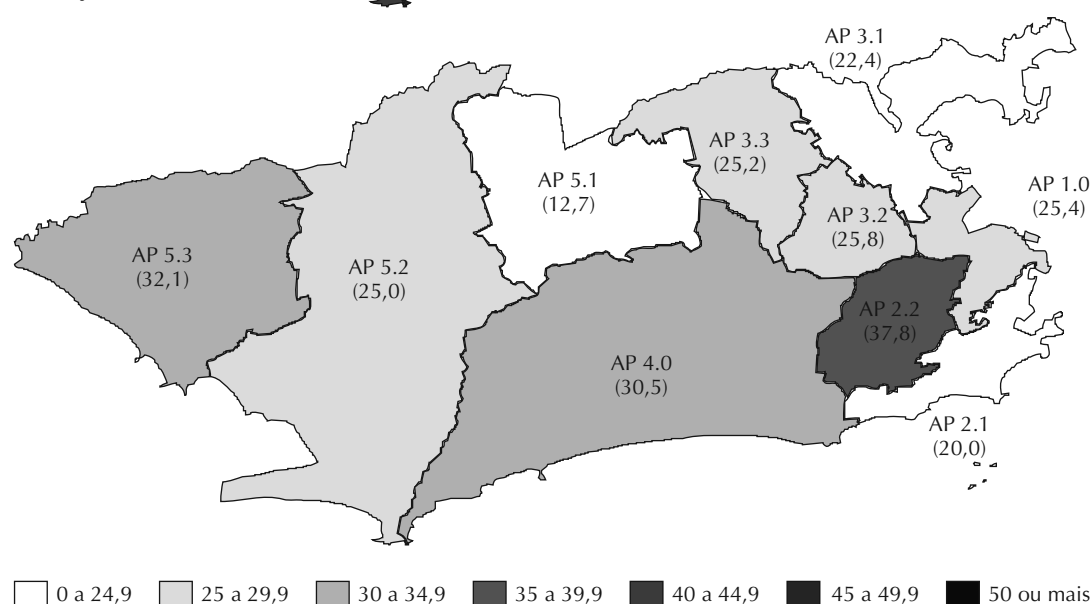 AP 3.1
(22,4)
AP 3.3
(25,2)
AP 5.1
(12,7)
AP 1.0
(25,4)
AP 3.2
(25,8)
AP 5.3
(32,1)
AP 5.2
(25,0)
AP 2.2
(37,8)
AP 4.0
(30,5)
AP 2.1
(20,0)
0 a 24,9
25 a 29,9
30 a 34,9
35 a 39,9
40 a 44,9
45 a 49,9
50 ou mais